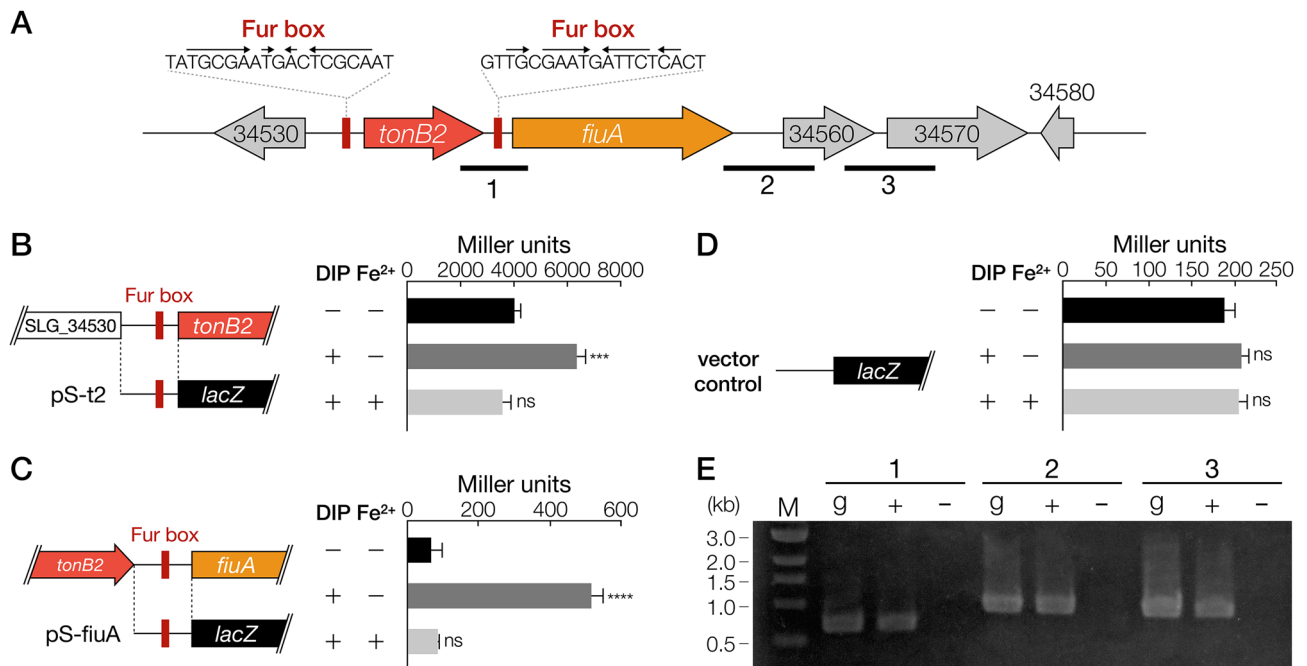 A
Fur box Fur box
TATGCGAATGACTCGCAAT GTTGCGAATGATTCTCACT
34580
34530 tonB2 fiuA 34560 34570
1 2 3
B
Miller units
DIP Fe²⁺ 0 2000 4000 6000 8000
Fur box
SLG_34530 tonB2
pS-t2 lacZ
− −
+ − ***
+ + ns
D
Miller units
DIP Fe²⁺ 0 50 100 150 200 250
vector control lacZ
− −
+ − ns
+ + ns
C
Miller units
DIP Fe²⁺ 0 200 400 600
Fur box
tonB2 fiuA
pS-fiuA lacZ
− −
+ − ****
+ + ns
E
1 2 3
(kb) M g + − g + − g + −
3.0
2.0
1.5
1.0
0.5